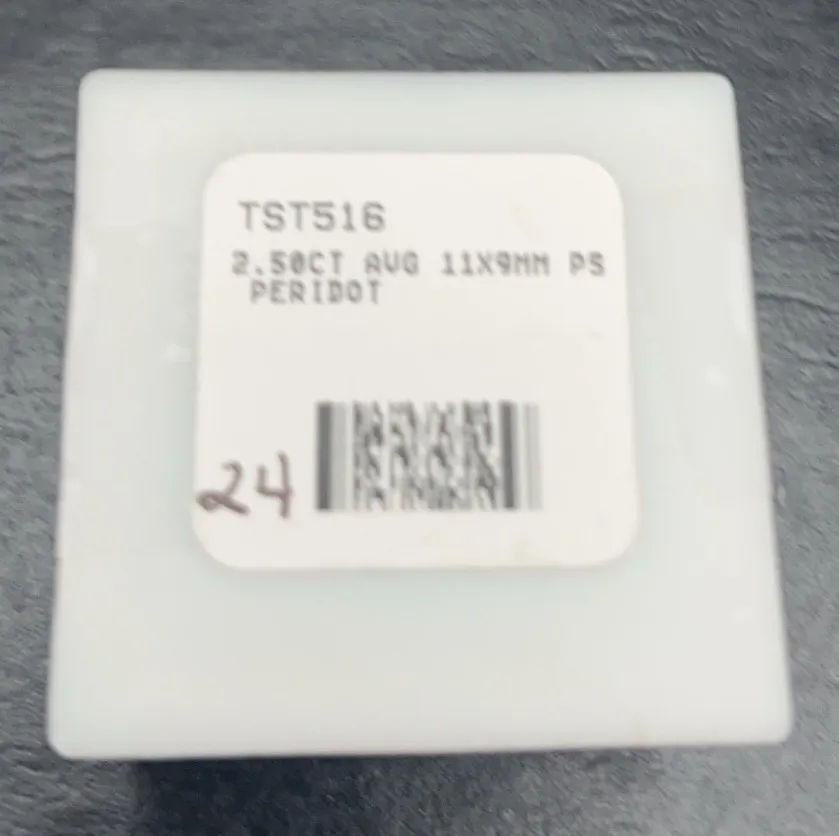 TST516
2.50CT AVG 11X9MM PS
PERIDOT
24